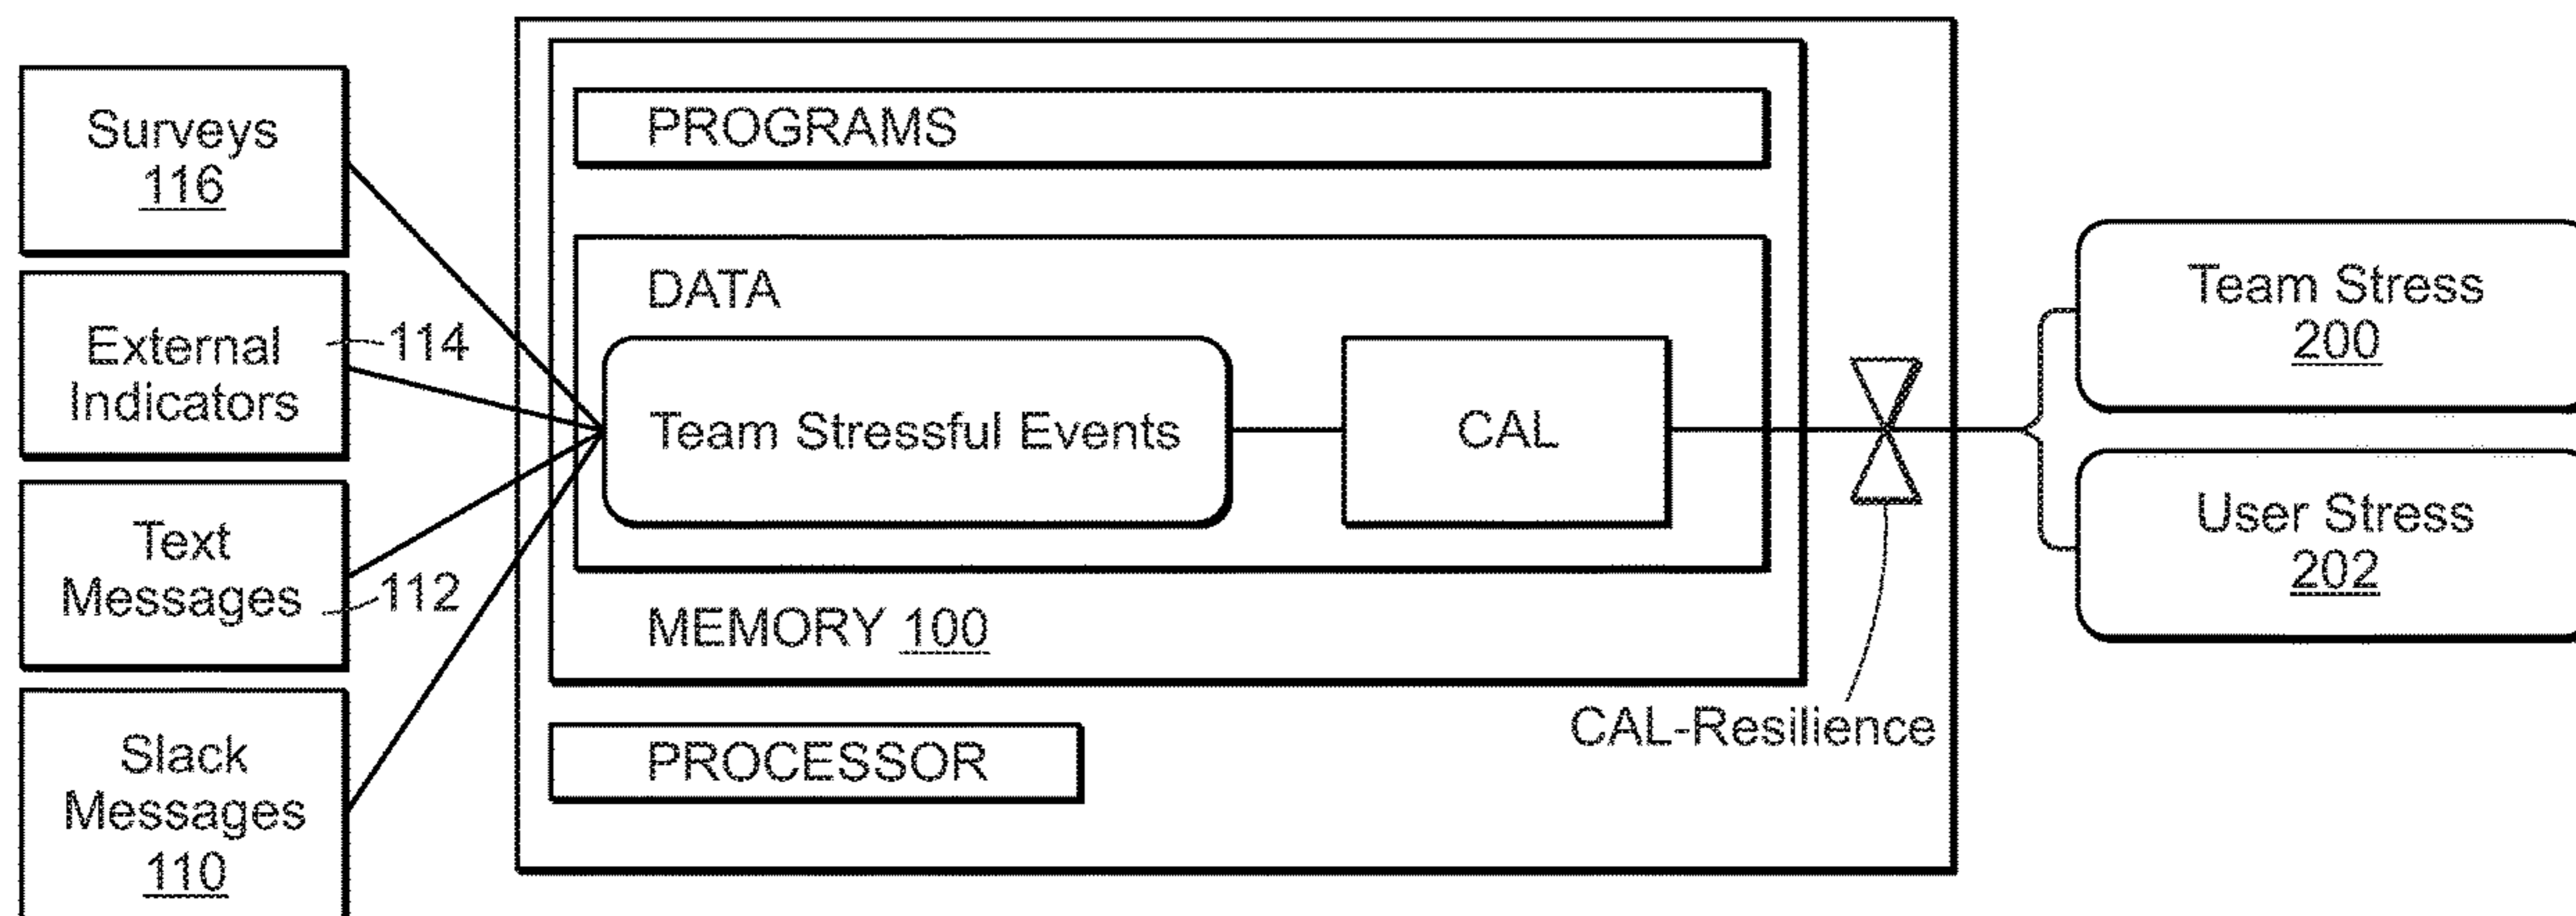 Surveys
116
External
Indicators
114
Text
Messages
112
Slack
Messages
110
PROGRAMS
DATA
Team Stressful Events
CAL
MEMORY 100
PROCESSOR
CAL-Resilience
Team Stress
200
User Stress
202